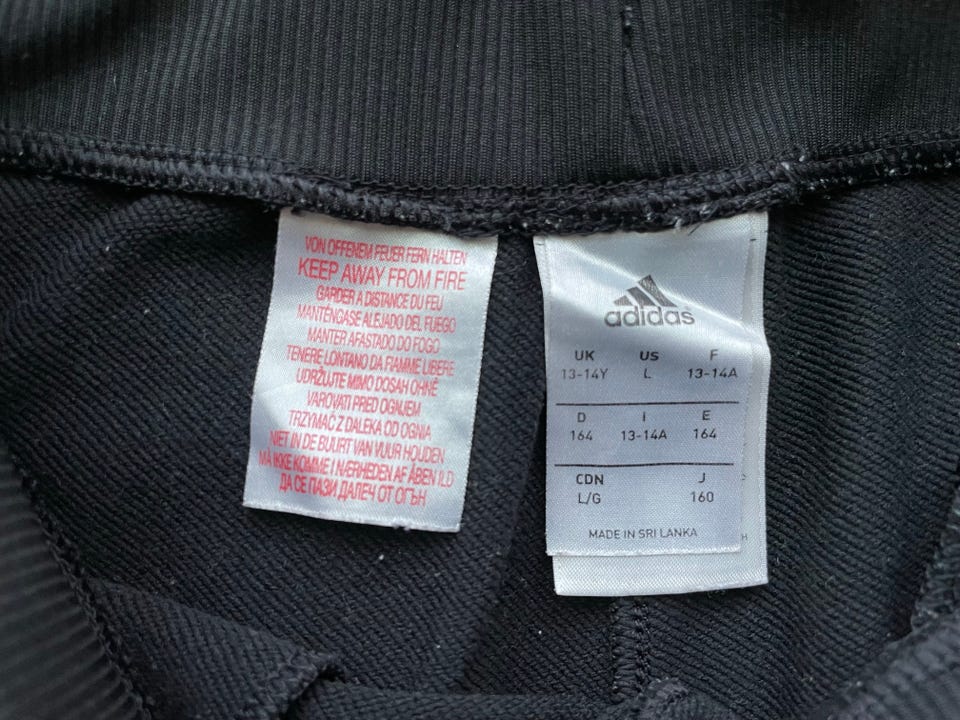 VON OFFENEM FEUER FERN HALTEN
KEEP AWAY FROM FIRE
GARDER A DISTANCE DU FEU
MANTÉNGASE ALEJADO DEL FUEGO
MANTER AFASTADO DO FOGO
TENERE LONTANO DA FIAMME LIBERE
UDRŽUJTE MIMO DOSAH OHNĚ
VAROVATI PRED OGNJEM
TRZYMAĆ Z DALEKA OD OGNIA
NIET IN DE BUURT VAN VUUR HOUDEN
MÅ IKKE KOMME I NÆRHEDEN AF ÅBEN ILD
ДА СЕ ПАЗИ ДАЛЕЧ ОТ ОГЪН
adidas
UK US F
13-14Y L 13-14A
D I E
164 13-14A 164
CDN J
L/G 160
MADE IN SRI LANKA
H